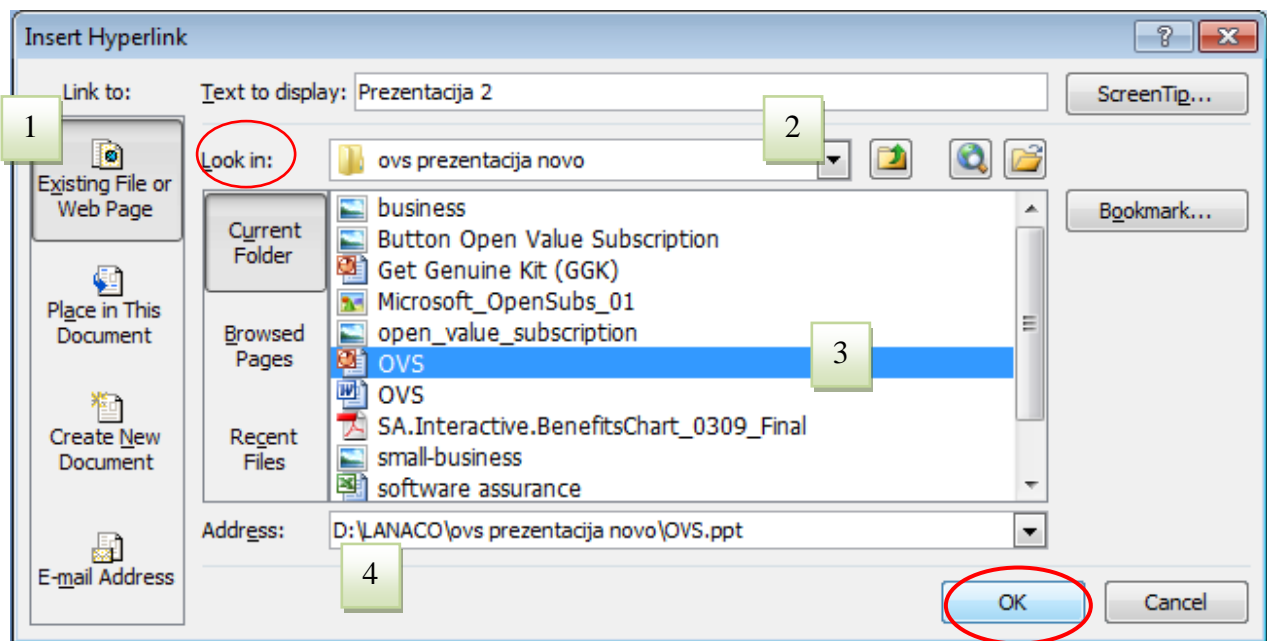 Insert Hyperlink
Link to:
Text to display: Prezentacija 2
ScreenTip...
1
2
Look in:
ovs prezentacija novo
Existing File or
Web Page
Place in This
Document
Create New
Document
E-mail Address
Current
Folder
Browsed
Pages
Recent
Files
business
Button Open Value Subscription
Get Genuine Kit (GGK)
Microsoft_OpenSubs_01
open_value_subscription
OVS
3
OVS
SA.Interactive.BenefitsChart_0309_Final
small-business
software assurance
Bookmark...
Address: D:\LANACO\ovs prezentacija novo\OVS.ppt
4
OK
Cancel